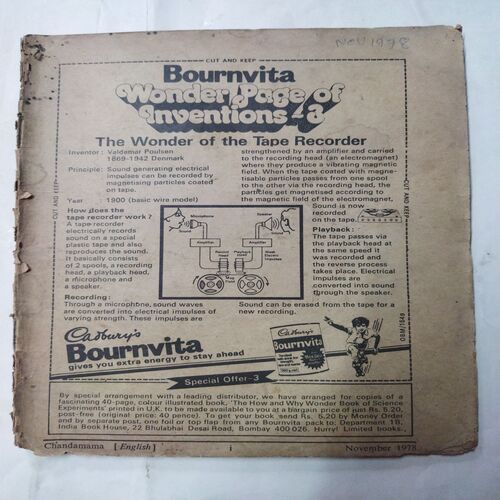 CUT AND KEEP
Bournvita
Wonder Page of
Inventions-3
The Wonder of the Tape Recorder
Inventor : Valdemar Poulsen
1869-1942 Denmark
Principle: Sound generating electrical
impulses can be recorded by
magnetising particles coated
on tape.
Year 1900 (basic wire model)
How does the
tape recorder work?
A tape recorder
electrically records
sound on a special
plastic tape and also
reproduces the sound.
It basically consists
of 2 spools, a recording
head, a playback head,
a microphone and
a speaker.
Recording:
Through a microphone, sound waves
are converted into electrical impulses of
varying strength. These impulses are
strengthened by an amplifier and carried
to the recording head (an electromagnet)
where they produce a vibrating magnetic
field. When the tape coated with magne-
tisable particles passes from one spool
to the other via the recording head, the
particles get magnetised according to
the magnetic field of the electromagnet.
Sound is now
recorded
on the tape.
Playback:
The tape passes via
the playback head at
the same speed it
was recorded and
the reverse process
takes place. Electrical
impulses are
converted into sound
through the speaker.
Sound can be erased from the tape for a
new recording.
Microphone
Speaker
Amplifier
Amplifier
CUT AND KEEP
CUT AND KEEP
Cadbury's
Bournvita
gives you extra energy to stay ahead
Cadbury's
Bournvita
OBM/1549
Special Offer-3
By special arrangement with a leading distributor, we have arranged for copies of a
fascinating 40-page, colour illustrated book, 'The How and Why Wonder Book of Science
Experiments' printed in U.K. to be made available to you at a bargain price of just Rs. 5.20,
post-free (original price: 40 pence). To get your book send Rs. 5.20 by Money Order
and by separate post, one foil or top flap from any Bournvita pack to: Department 1B,
India Book House, 22 Bhulabhai Desai Road, Bombay 400 026. Hurry! Limited books.
Chandamama [English] i November 1978